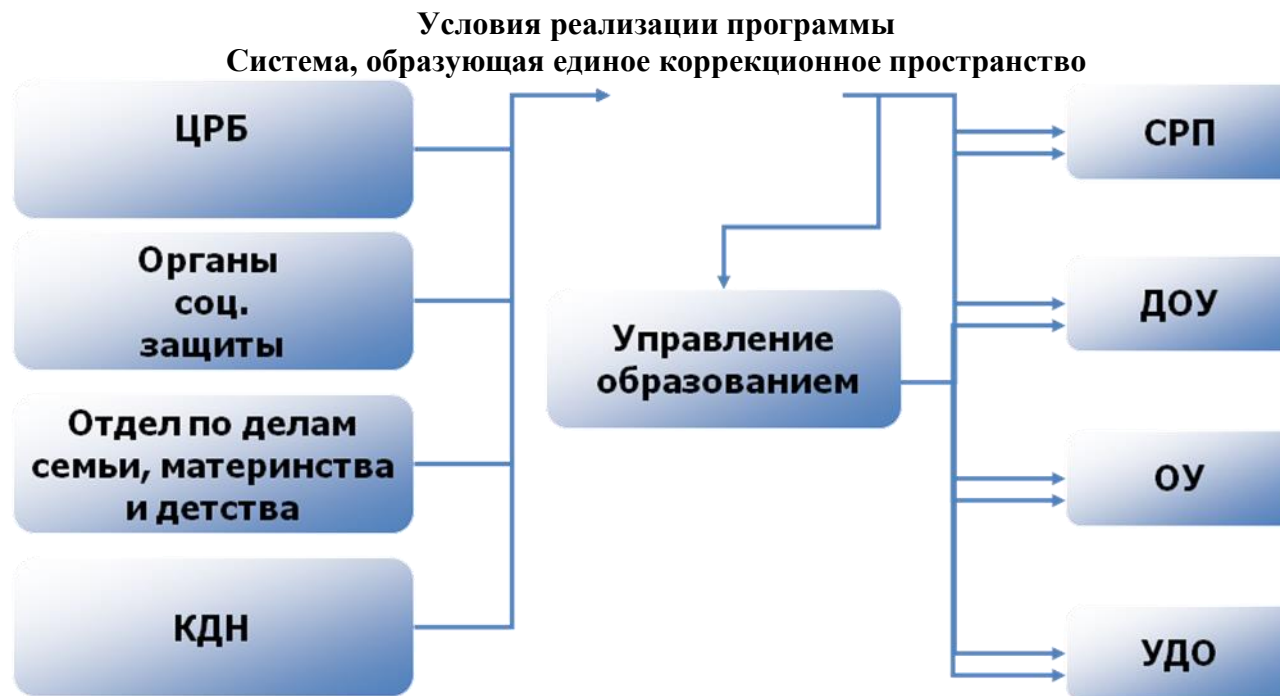 Условия реализации программы
Система, образующая единое коррекционное пространство
ЦРБ
Органы
соц.
защиты
Отдел по делам
семьи, материнства
и детства
КДН
Управление
образованием
СРП
ДОУ
ОУ
УДО